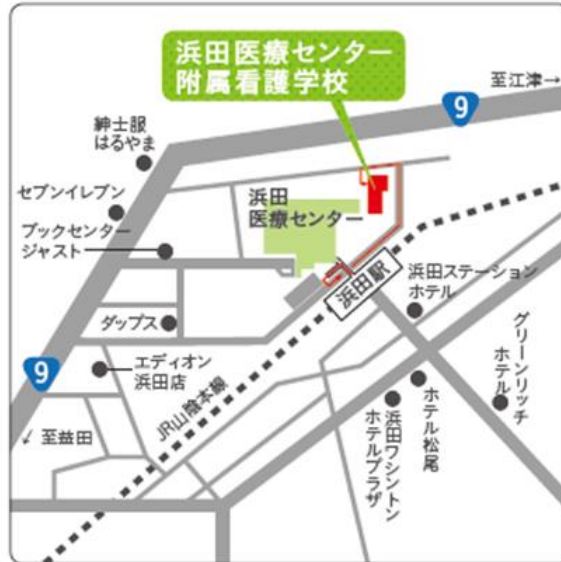 浜田医療センター
附属看護学校
至江津→
9
紳士服
はるやま
セブンイレブン
ブックセンター
ジャスト
浜田
医療センター
浜田駅
浜田ステーション
ホテル
ダップス
エディオン
浜田店
9
↙至益田
JR山陰本線
グリーンリッチ
ホテル
ホテル松尾
浜田ワシントン
ホテルプラザ